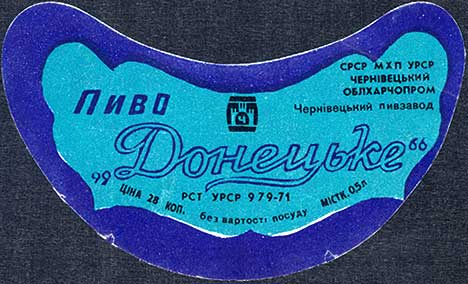 СРСР МХП УРСР
ЧЕРНІВЕЦЬКИЙ
ОБЛХАРЧОПРОМ
Чернівецький пивзавод
Пиво
Донецьке
РСТ УРСР 979-71
ЦІНА 28 КОП. без вартості посуду МІСТК. 0,5л